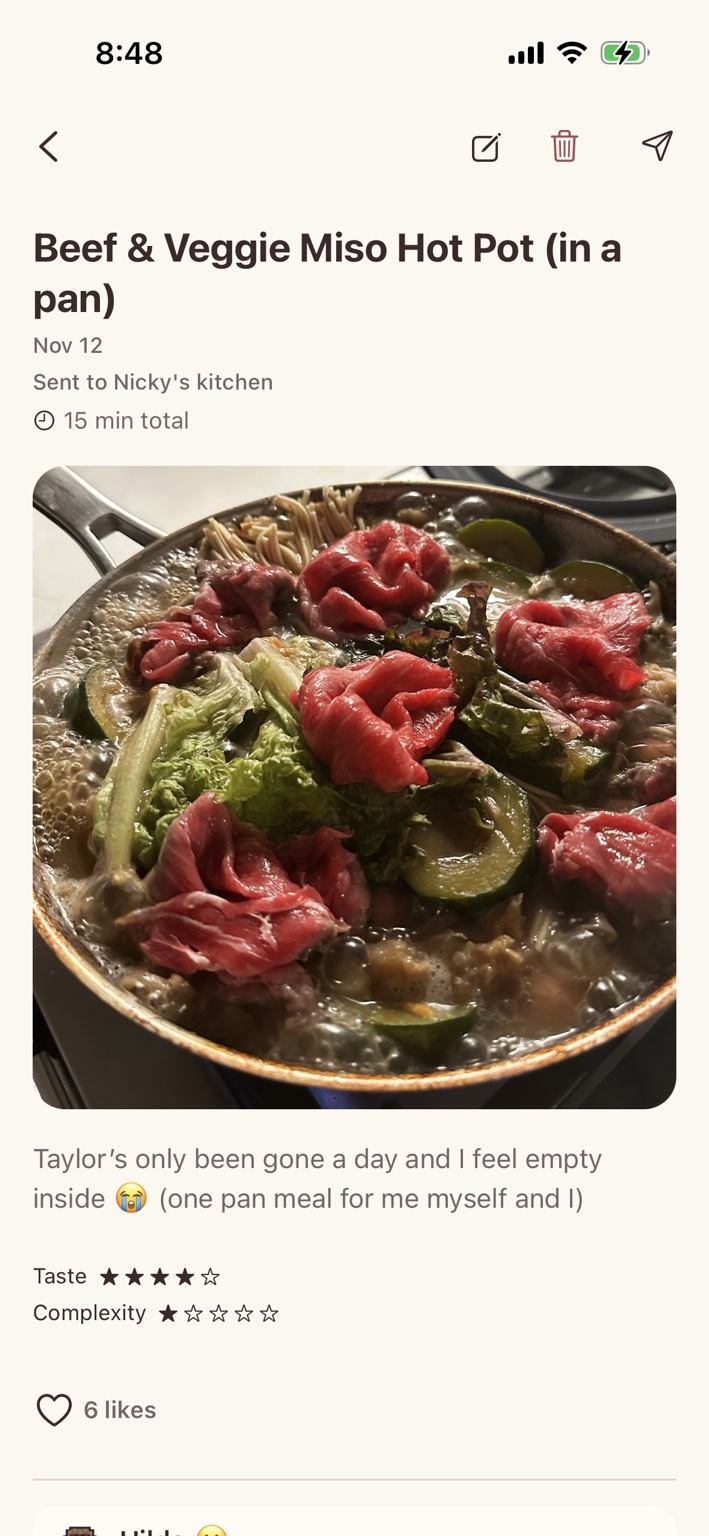 8:48
Beef & Veggie Miso Hot Pot (in a
pan)
Nov 12
Sent to Nicky's kitchen
15 min total
Taylor’s only been gone a day and I feel empty
inside 😭 (one pan meal for me myself and I)
Taste ★★★★☆
Complexity ★☆☆☆☆
6 likes